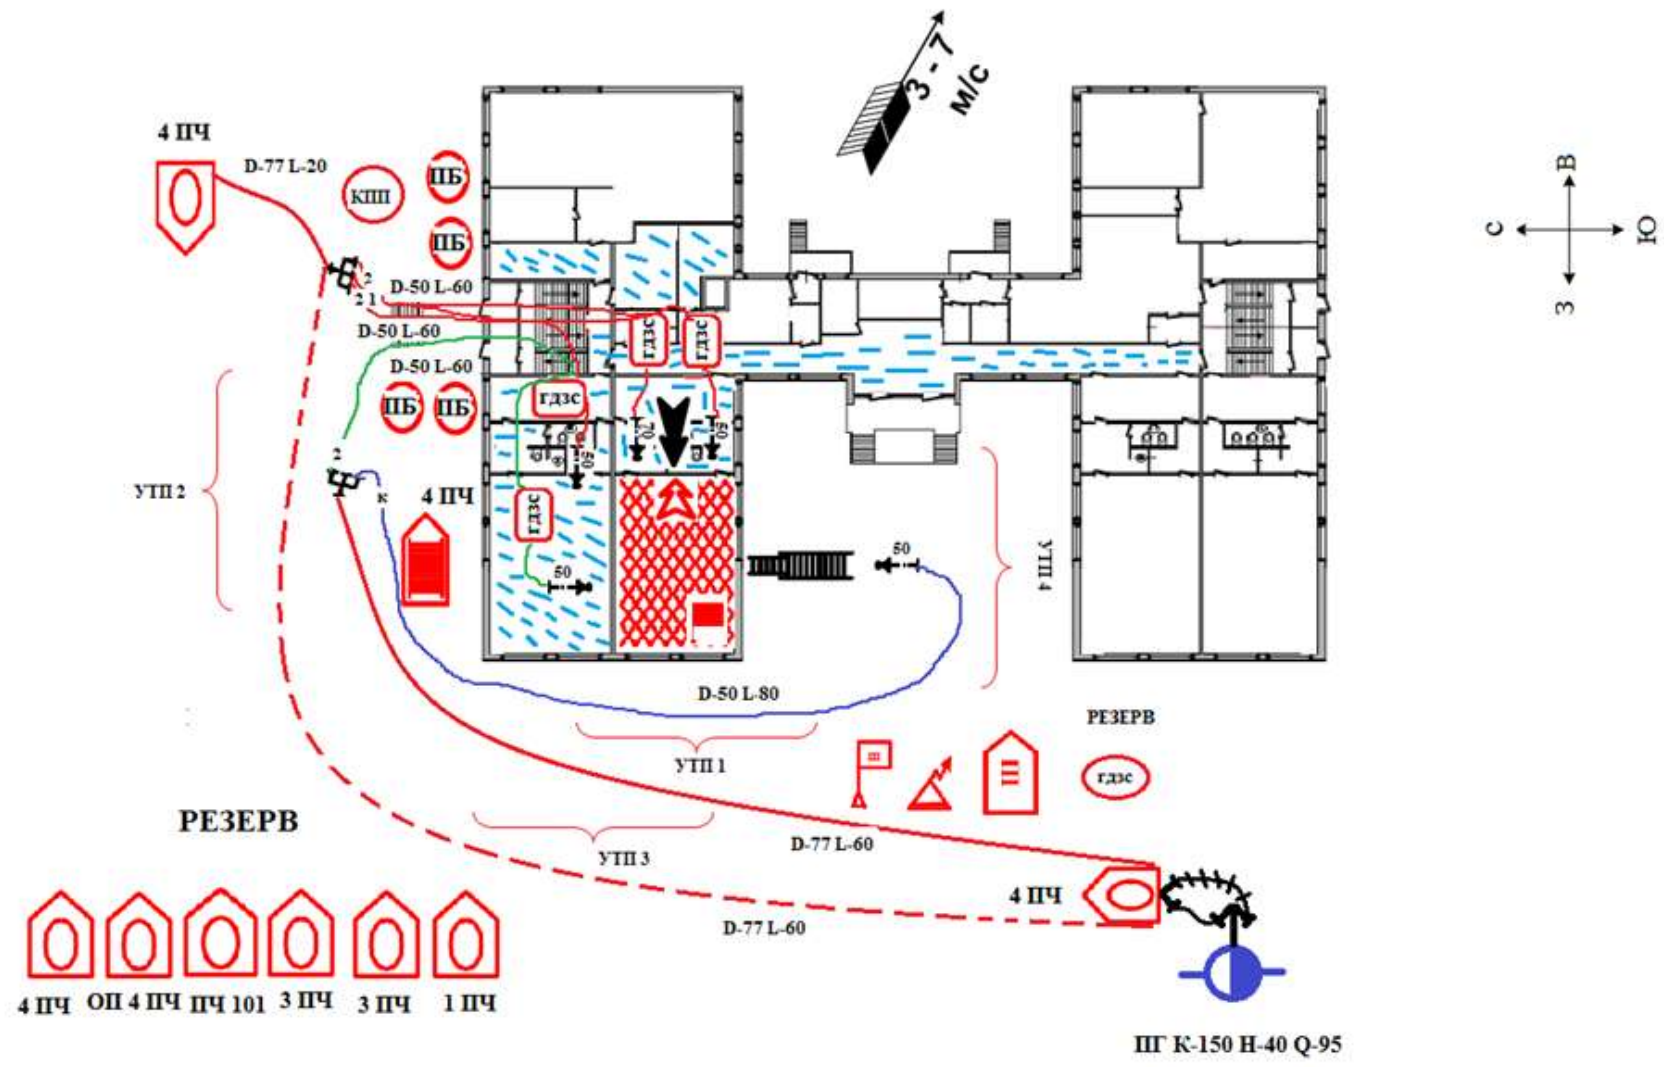 3 - 7
м/с
4 ПЧ
D-77 L-20
КПП
ПБ
ПБ
В
С
Ю
З
2
D-50 L-60
2 1
D-50 L-60
D-50 L-60
гдзс
гдзс
гдзс
ПБ
ПБ
70
50
50
2
УТП 2
к
4 ПЧ
гдзс
50
50
УТП 4
D-50 L-80
УТП 1
РЕЗЕРВ
Ш
гдзс
РЕЗЕРВ
D-77 L-60
УТП 3
4 ПЧ
D-77 L-60
4 ПЧ
ОП 4 ПЧ
ПЧ 101
3 ПЧ
3 ПЧ
1 ПЧ
ПГ К-150 Н-40 Q-95